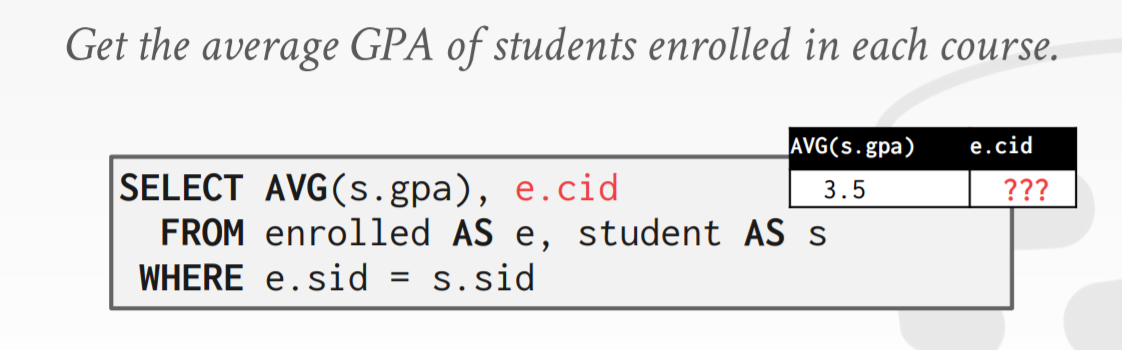 Get the average GPA of students enrolled in each course.
AVG(s.gpa) e.cid
3.5 ???
SELECT AVG(s.gpa), e.cid
FROM enrolled AS e, student AS s
WHERE e.sid = s.sid